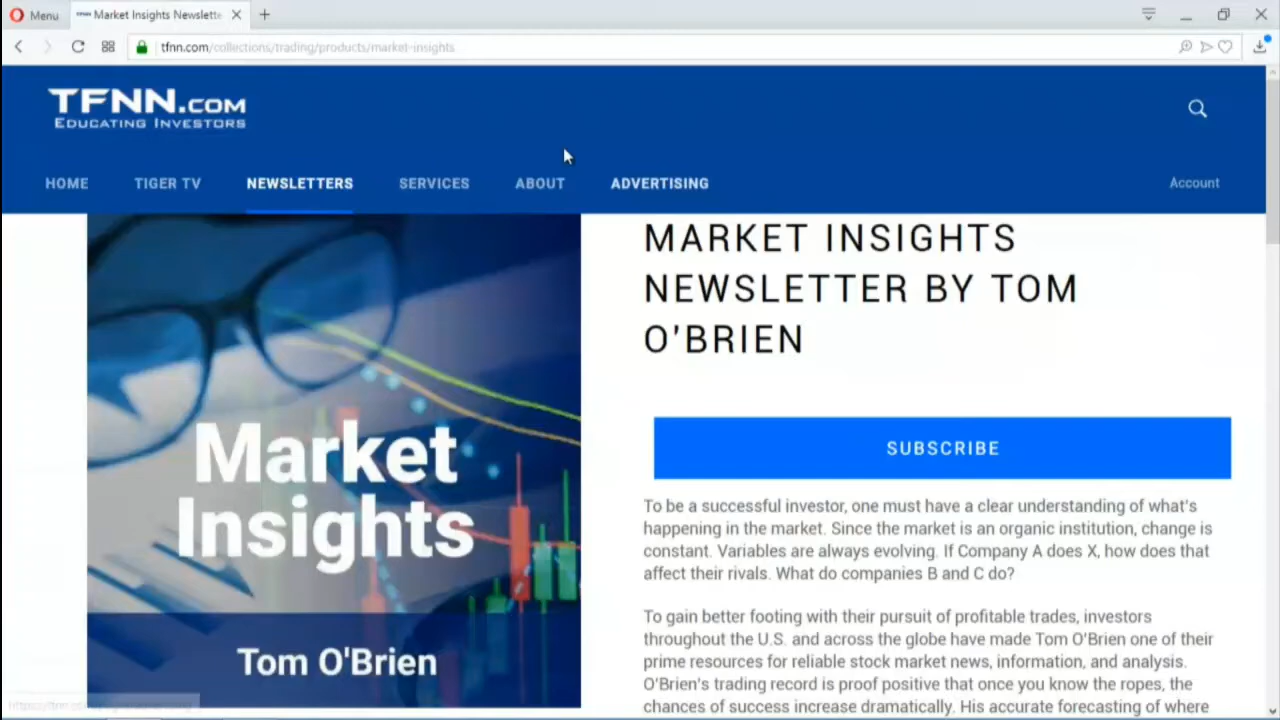 Menu
Market Insights Newslette
tfnn.com/collections/trading/products/market-insights
TFNN.COM
EDUCATING INVESTORS
HOME TIGER TV NEWSLETTERS SERVICES ABOUT ADVERTISING Account
MARKET INSIGHTS
NEWSLETTER BY TOM
O'BRIEN
Market
Insights
Tom O'Brien
SUBSCRIBE
To be a successful investor, one must have a clear understanding of what's
happening in the market. Since the market is an organic institution, change is
constant. Variables are always evolving. If Company A does X, how does that
affect their rivals. What do companies B and C do?
To gain better footing with their pursuit of profitable trades, investors
throughout the U.S. and across the globe have made Tom O'Brien one of their
prime resources for reliable stock market news, information, and analysis.
O'Brien's trading record is proof positive that once you know the ropes, the
chances of success increase dramatically. His accurate forecasting of where